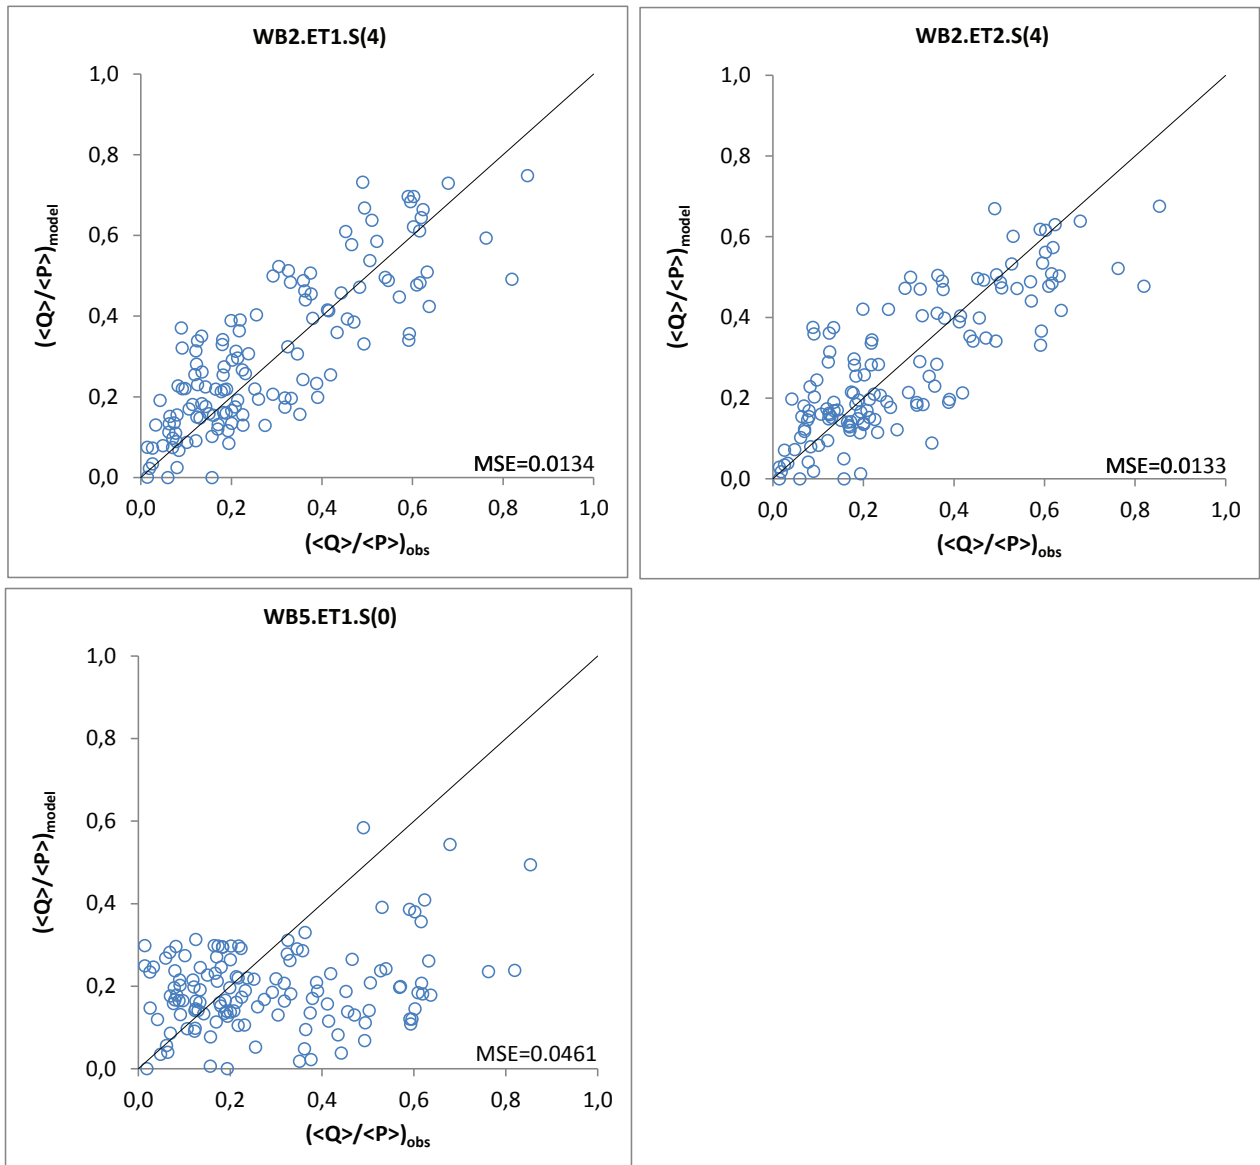 WB2.ET1.S(4)
1,0
0,8
0,6
0,4
0,2
0,0
(<Q>/<P>)model
MSE=0.0134
0,0 0,2 0,4 0,6 0,8 1,0
(<Q>/<P>)obs
WB2.ET2.S(4)
1,0
0,8
0,6
0,4
0,2
0,0
(<Q>/<P>)model
MSE=0.0133
0,0 0,2 0,4 0,6 0,8 1,0
(<Q>/<P>)obs
WB5.ET1.S(0)
1,0
0,8
0,6
0,4
0,2
0,0
(<Q>/<P>)model
MSE=0.0461
0,0 0,2 0,4 0,6 0,8 1,0
(<Q>/<P>)obs